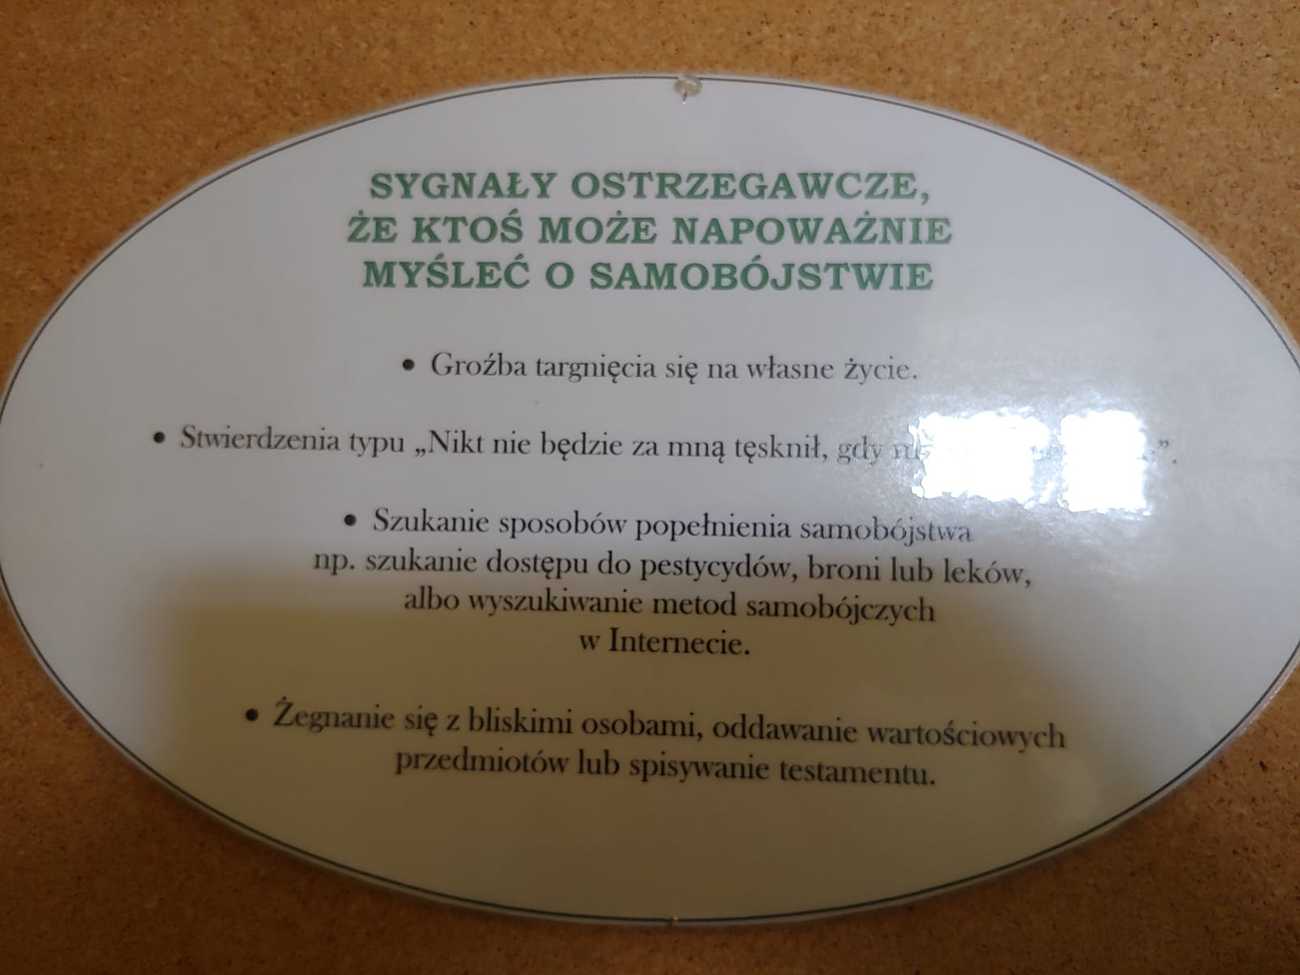 SYGNAŁY OSTRZEGAWCZE,
ŻE KTOŚ MOŻE NAPOWAŻNIE
MYŚLEĆ O SAMOBÓJSTWIE
• Groźba targnięcia się na własne życie.
• Stwierdzenia typu „Nikt nie będzie za mną tęsknił, gdy ”.
• Szukanie sposobów popełnienia samobójstwa
np. szukanie dostępu do pestycydów, broni lub leków,
albo wyszukiwanie metod samobójczych
w Internecie.
• Żegnanie się z bliskimi osobami, oddawanie wartościowych
przedmiotów lub spisywanie testamentu.